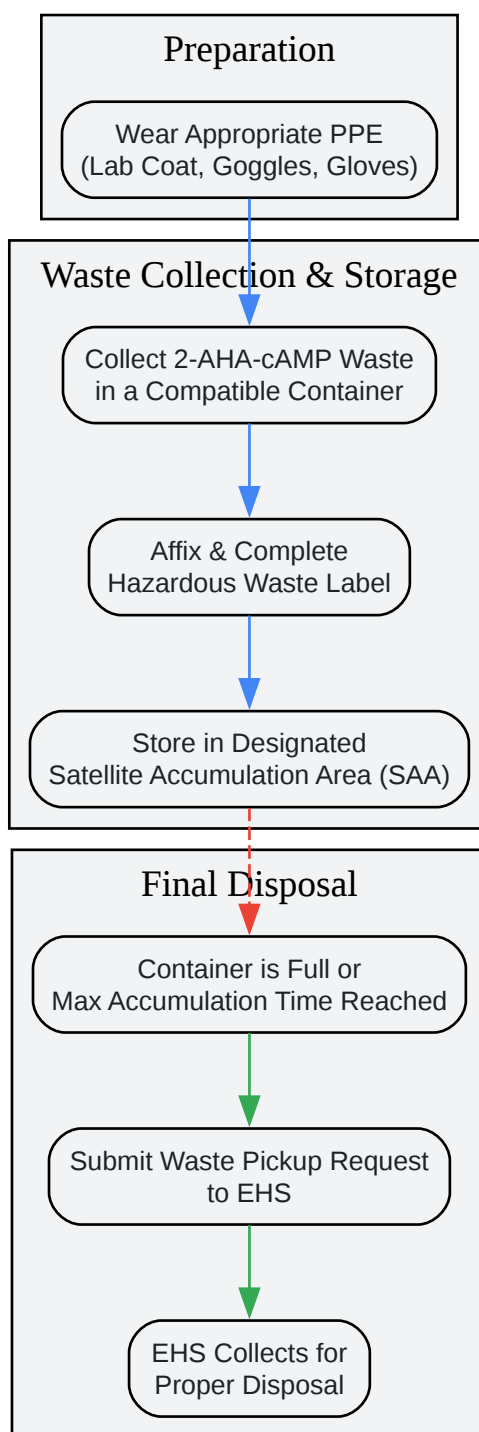 Preparation
Wear Appropriate PPE
(Lab Coat, Goggles, Gloves)
Waste Collection & Storage
Collect 2-AHA-cAMP Waste
in a Compatible Container
Affix & Complete
Hazardous Waste Label
Store in Designated
Satellite Accumulation Area (SAA)
Final Disposal
Container is Full or
Max Accumulation Time Reached
Submit Waste Pickup Request
to EHS
EHS Collects for
Proper Disposal